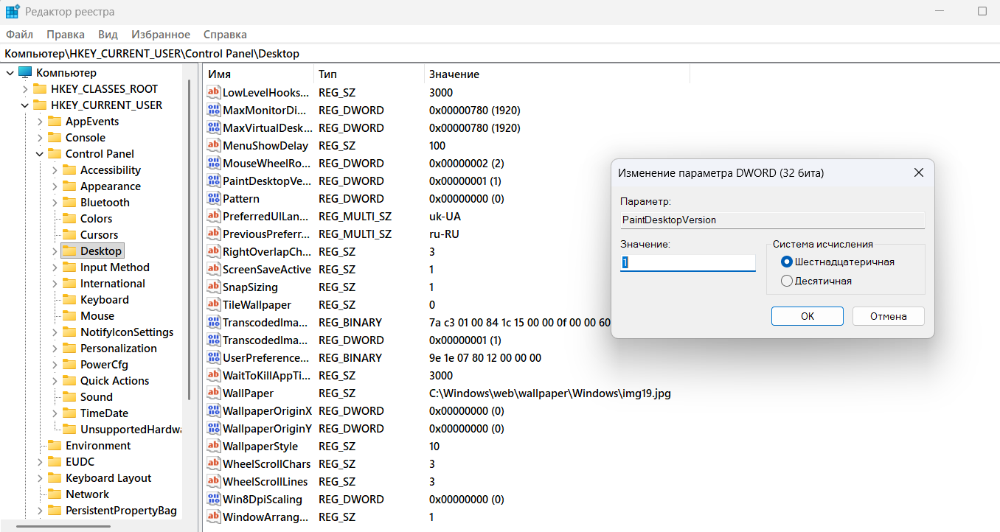 Редактор реестра
Файл Правка Вид Избранное Справка
Компьютер\HKEY_CURRENT_USER\Control Panel\Desktop
Компьютер
HKEY_CLASSES_ROOT
HKEY_CURRENT_USER
AppEvents
Console
Control Panel
Accessibility
Appearance
Bluetooth
Colors
Cursors
Desktop
Input Method
International
Keyboard
Mouse
NotifyIconSettings
Personalization
PowerCfg
Quick Actions
Sound
TimeDate
UnsupportedHardwa
Environment
EUDC
Keyboard Layout
Network
PersistentPropertyBag
Имя Тип Значение
LowLevelHooks... REG_SZ 3000
MaxMonitorDi... REG_DWORD 0x00000780 (1920)
MaxVirtualDesk... REG_DWORD 0x00000780 (1920)
MenuShowDelay REG_SZ 100
MouseWheelRo... REG_DWORD 0x00000002 (2)
PaintDesktopVe... REG_DWORD 0x00000001 (1)
Pattern REG_DWORD 0x00000000 (0)
PreferredUILan... REG_MULTI_SZ uk-UA
PreviousPreferr... REG_MULTI_SZ ru-RU
RightOverlapCh... REG_SZ 3
ScreenSaveActive REG_SZ 1
SnapSizing REG_SZ 1
TileWallpaper REG_SZ 0
TranscodedIma... REG_BINARY 7a c3 01 00 84 1c 15 00 00 0f 00 00 60
TranscodedIma... REG_DWORD 0x00000001 (1)
UserPreference... REG_BINARY 9e 1e 07 80 12 00 00 00
WaitToKillAppTi... REG_SZ 3000
WallPaper REG_SZ C:\Windows\web\wallpaper\Windows\img19.jpg
WallpaperOriginX REG_DWORD 0x00000000 (0)
WallpaperOriginY REG_DWORD 0x00000000 (0)
WallpaperStyle REG_SZ 10
WheelScrollChars REG_SZ 3
WheelScrollLines REG_SZ 3
Win8DpiScaling REG_DWORD 0x00000000 (0)
WindowArrang... REG_SZ 1
Изменение параметра DWORD (32 бита)
Параметр:
PaintDesktopVersion
Значение:
1
Система исчисления
Шестнадцатеричная
Десятичная
ОК Отмена